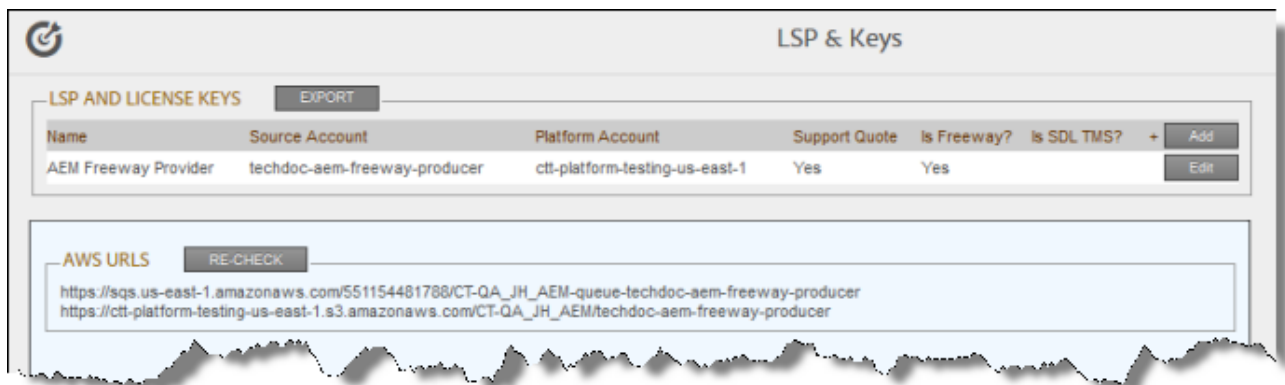 LSP & Keys
LSP AND LICENSE KEYS EXPORT
Name Source Account Platform Account Support Quote Is Freeway? Is SDL TMS? + Add
AEM Freeway Provider techdoc-aem-freeway-producer ctt-platform-testing-us-east-1 Yes Yes Edit
AWS URLS RE-CHECK
https://sqs.us-east-1.amazonaws.com/551154481788/CT-QA_JH_AEM-queue-techdoc-aem-freeway-producer
https://ctt-platform-testing-us-east-1.s3.amazonaws.com/CT-QA_JH_AEM/techdoc-aem-freeway-producer